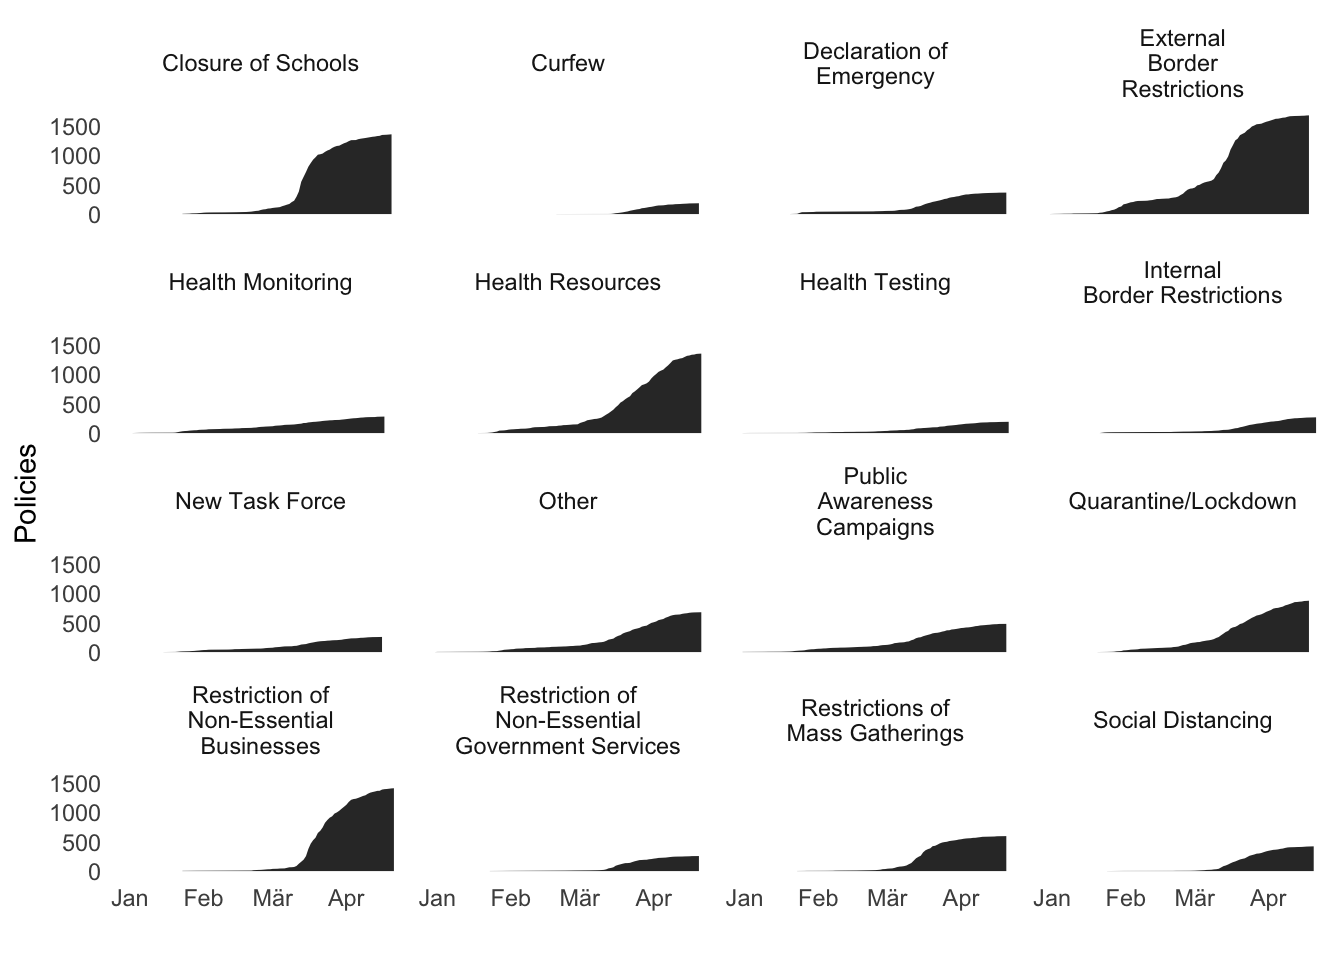 Closure of Schools
Curfew
Declaration of
Emergency
External
Border
Restrictions
1500
1000
500
0
Health Monitoring
Health Resources
Health Testing
Internal
Border Restrictions
1500
1000
500
0
Policies
New Task Force
Other
Public
Awareness
Campaigns
Quarantine/Lockdown
1500
1000
500
0
Restriction of
Non-Essential
Businesses
Restriction of
Non-Essential
Government Services
Restrictions of
Mass Gatherings
Social Distancing
1500
1000
500
0
Jan Feb Mär Apr
Jan Feb Mär Apr
Jan Feb Mär Apr
Jan Feb Mär Apr